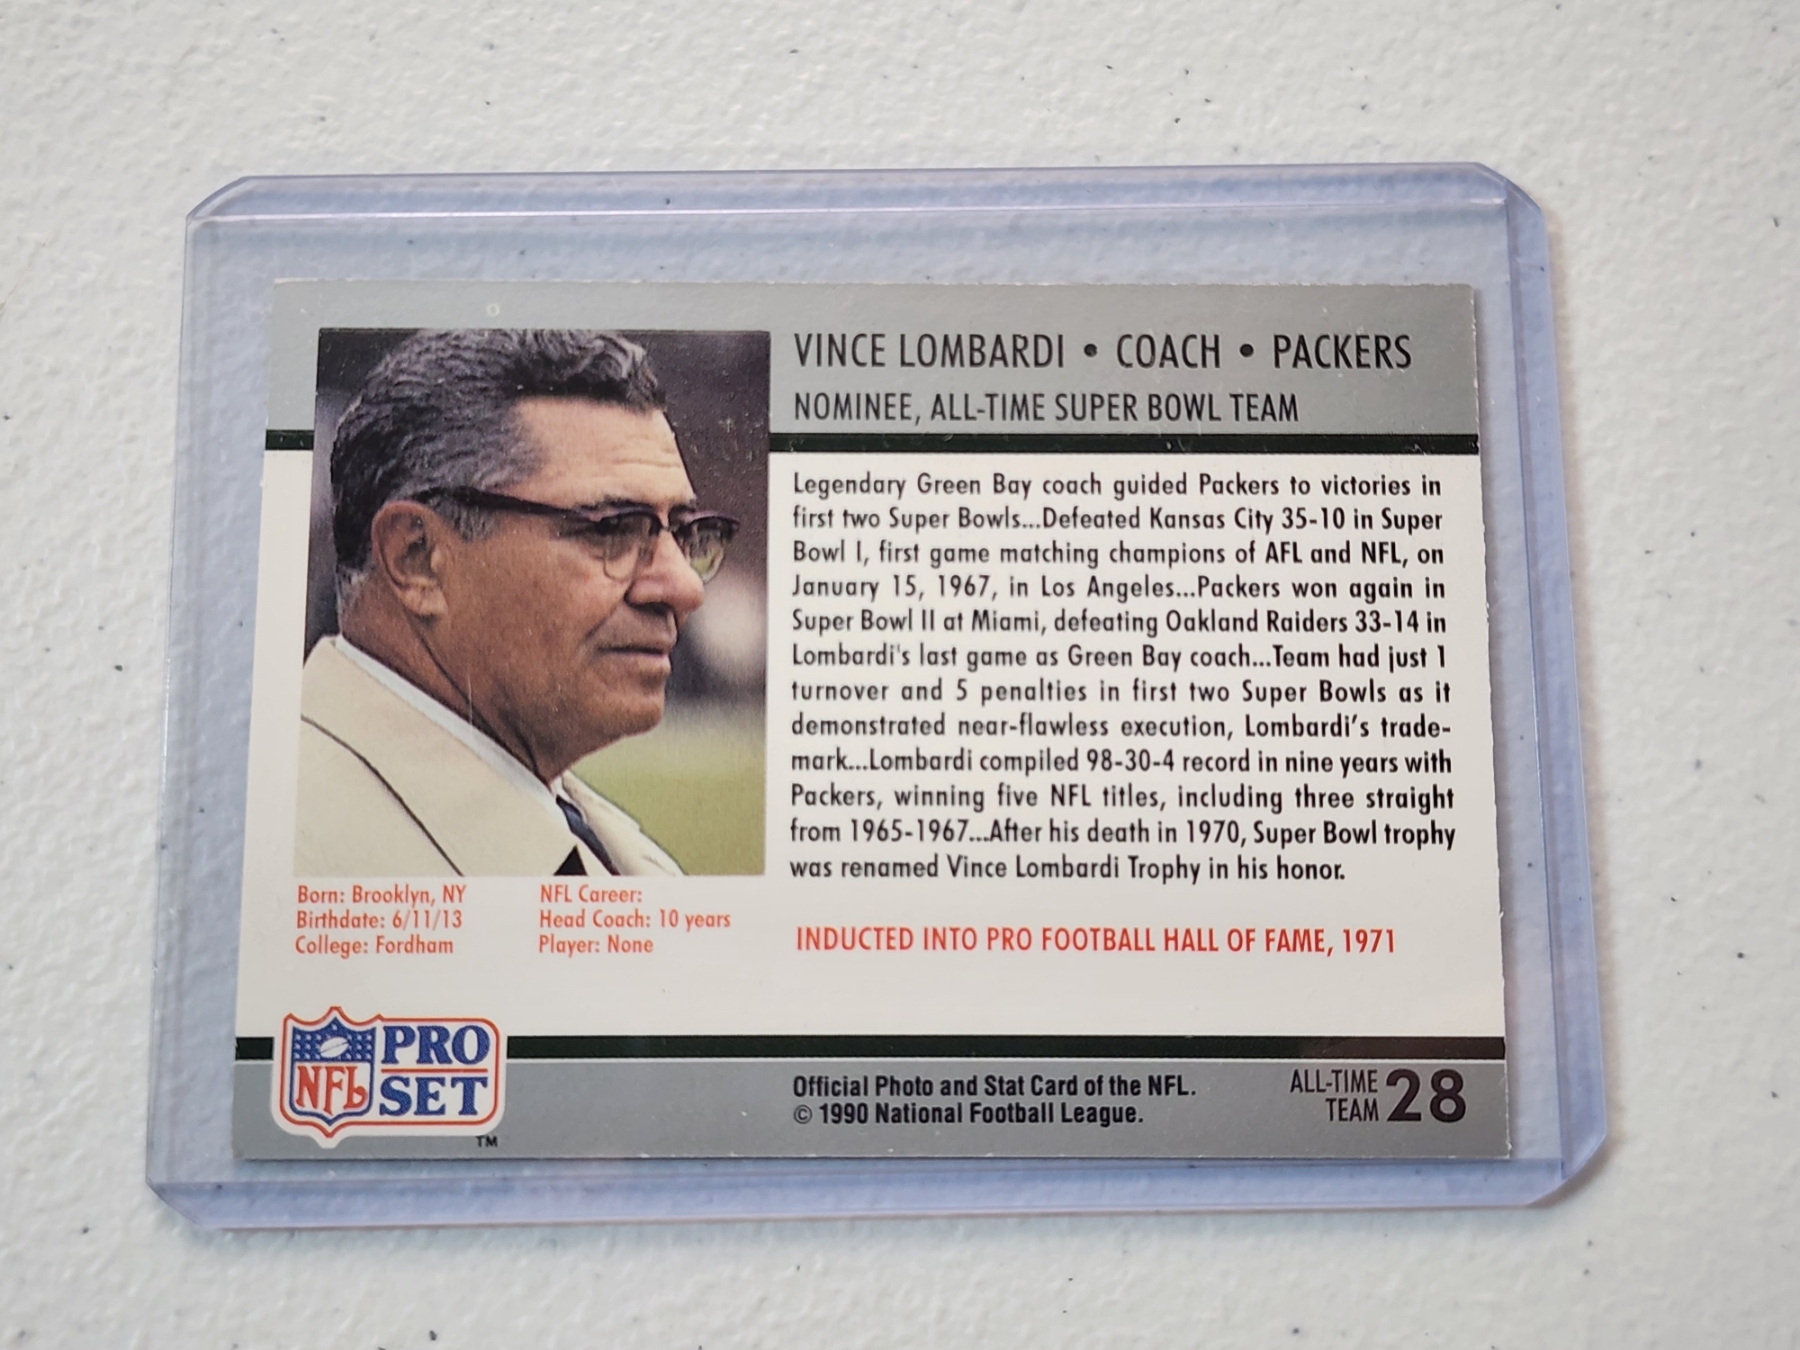 VINCE LOMBARDI • COACH • PACKERS
NOMINEE, ALL-TIME SUPER BOWL TEAM
Legendary Green Bay coach guided Packers to victories in
first two Super Bowls...Defeated Kansas City 35-10 in Super
Bowl I, first game matching champions of AFL and NFL, on
January 15, 1967, in Los Angeles...Packers won again in
Super Bowl II at Miami, defeating Oakland Raiders 33-14 in
Lombardi's last game as Green Bay coach...Team had just 1
turnover and 5 penalties in first two Super Bowls as it
demonstrated near-flawless execution, Lombardi's trade-
mark...Lombardi compiled 98-30-4 record in nine years with
Packers, winning five NFL titles, including three straight
from 1965-1967...After his death in 1970, Super Bowl trophy
was renamed Vince Lombardi Trophy in his honor.
INDUCTED INTO PRO FOOTBALL HALL OF FAME, 1971
Born: Brooklyn, NY
Birthdate: 6/11/13
College: Fordham
NFL Career:
Head Coach: 10 years
Player: None
NFL
PRO
SET
TM
Official Photo and Stat Card of the NFL.
© 1990 National Football League.
ALL-TIME
TEAM 28